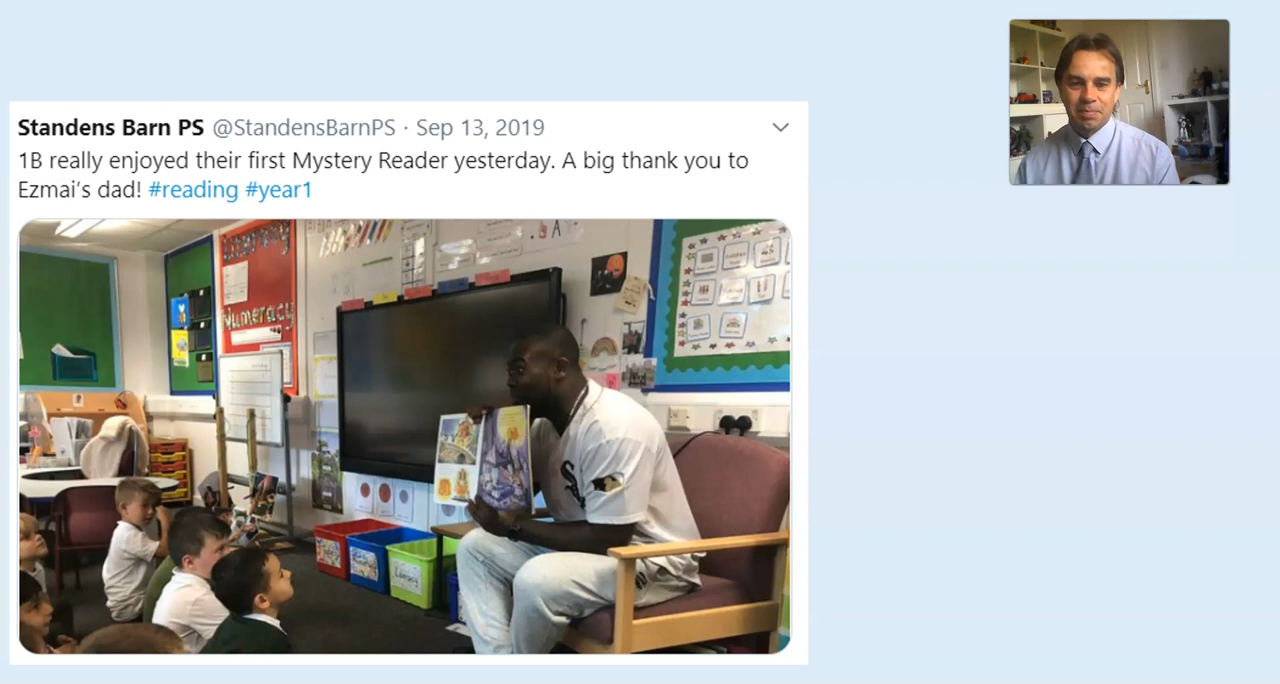 Standens Barn PS @StandensBarnPS · Sep 13, 2019
1B really enjoyed their first Mystery Reader yesterday. A big thank you to
Ezmai's dad! #reading #year1
Numeracy
Literacy